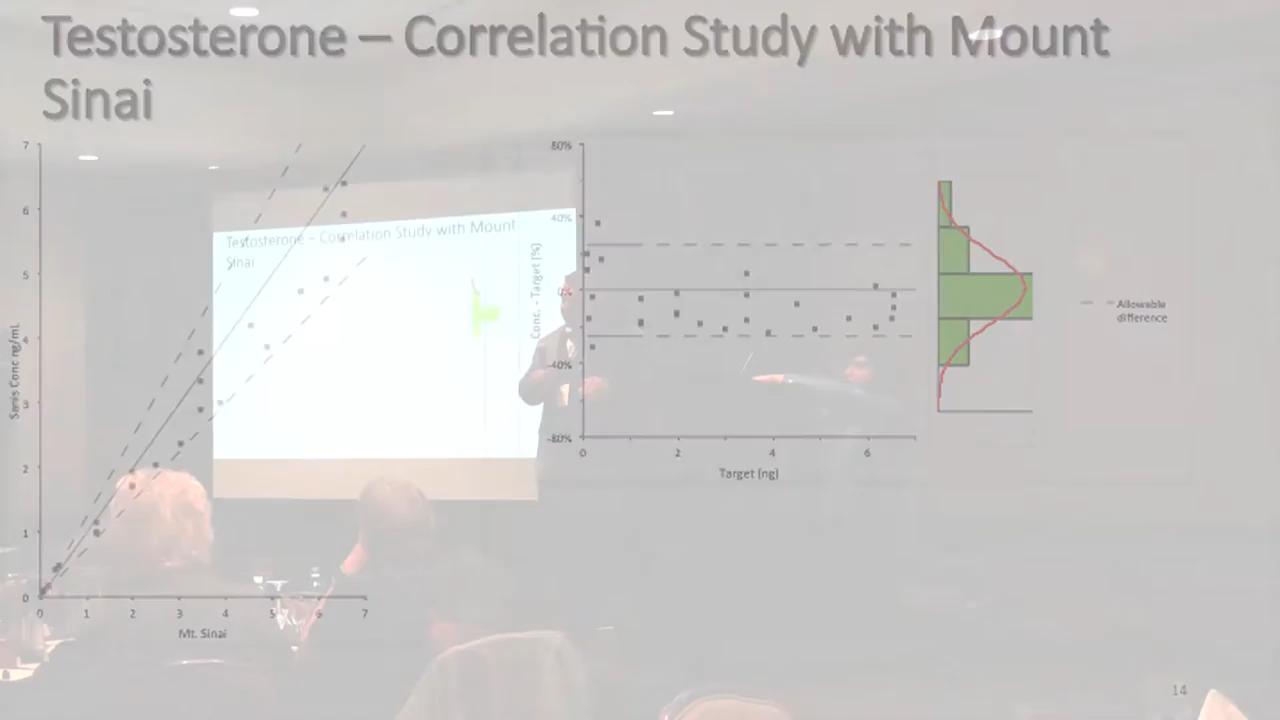 Testosterone – Correlation Study with Mount
Sinai
7
6
5
4
3
2
1
0
0 1 2 3 4 5 6 7
Mt. Sinai
80%
40%
0%
-40%
-80%
Conc. - Target (%)
0 2 4 6
Target (ng)
Allowable
difference
Testosterone – Correlation Study with Mount
Sinai
14